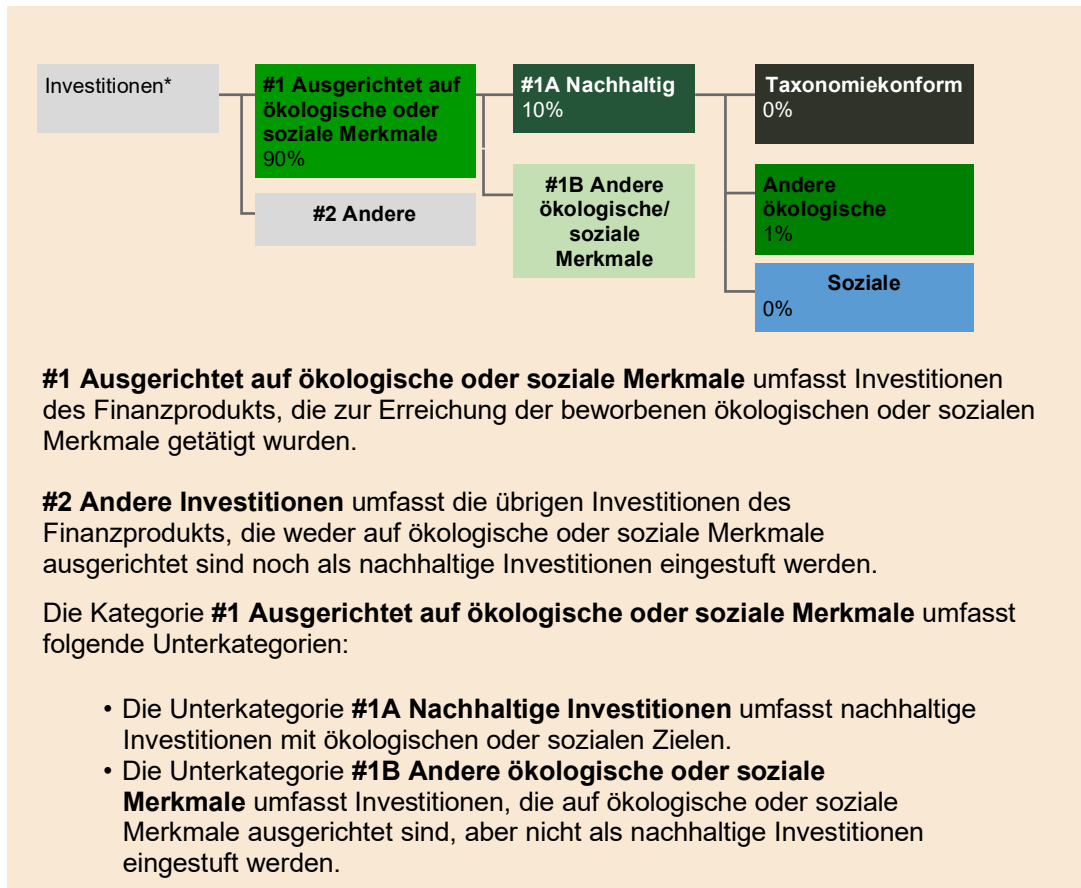 Investitionen*
#1 Ausgerichtet auf
ökologische oder
soziale Merkmale
90%
#2 Andere
#1A Nachhaltig
10%
#1B Andere
ökologische/
soziale
Merkmale
Taxonomiekonform
0%
Andere
ökologische
1%
Soziale
0%
#1 Ausgerichtet auf ökologische oder soziale Merkmale umfasst Investitionen
des Finanzprodukts, die zur Erreichung der beworbenen ökologischen oder sozialen
Merkmale getätigt wurden.
#2 Andere Investitionen umfasst die übrigen Investitionen des
Finanzprodukts, die weder auf ökologische oder soziale Merkmale
ausgerichtet sind noch als nachhaltige Investitionen eingestuft werden.
Die Kategorie #1 Ausgerichtet auf ökologische oder soziale Merkmale umfasst
folgende Unterkategorien:
• Die Unterkategorie #1A Nachhaltige Investitionen umfasst nachhaltige
Investitionen mit ökologischen oder sozialen Zielen.
• Die Unterkategorie #1B Andere ökologische oder soziale
Merkmale umfasst Investitionen, die auf ökologische oder soziale
Merkmale ausgerichtet sind, aber nicht als nachhaltige Investitionen
eingestuft werden.